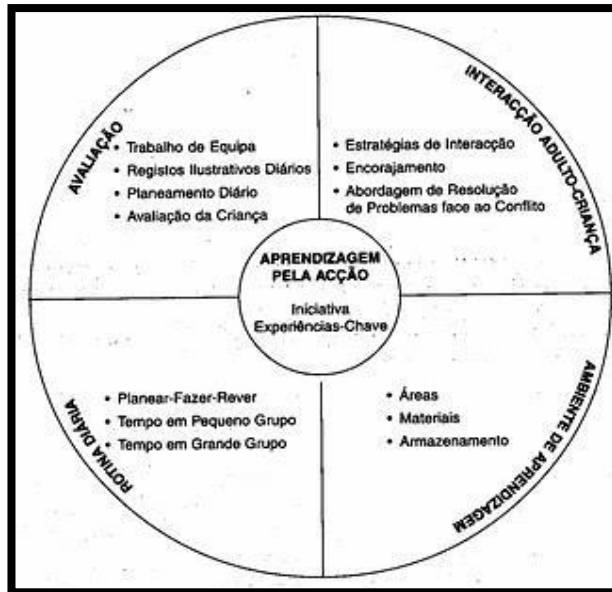 AVALIAÇÃO
• Trabalho de Equipa
• Registos Ilustrativos Diários
• Planeamento Diário
• Avaliação da Criança
INTERACÇÃO ADULTO-CRIANÇA
• Estratégias de Interacção
• Encorajamento
• Abordagem de Resolução
de Problemas face ao Conflito
APRENDIZAGEM
PELA ACÇÃO
Iniciativa
Experiências-Chave
ROTINA DIÁRIA
• Planear-Fazer-Rever
• Tempo em Pequeno Grupo
• Tempo em Grande Grupo
AMBIENTE DE APRENDIZAGEM
• Áreas
• Materiais
• Armazenamento